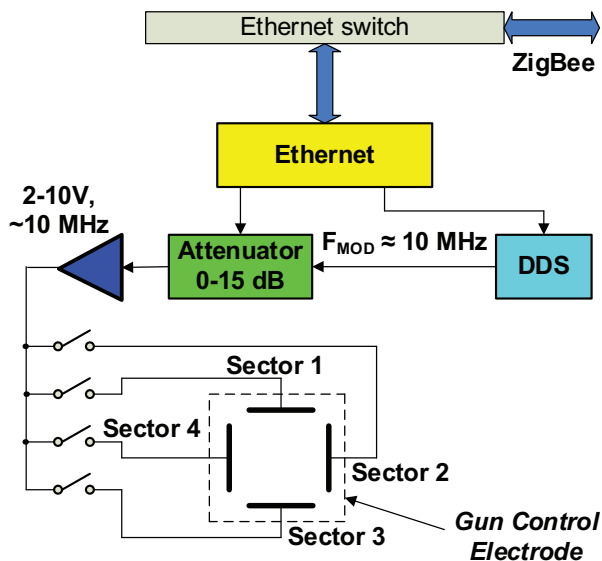 Ethernet switch
ZigBee
Ethernet
2-10V,
~10 MHz
Attenuator
0-15 dB
F_MOD ≈ 10 MHz
DDS
Sector 1
Sector 4
Sector 2
Sector 3
Gun Control
Electrode